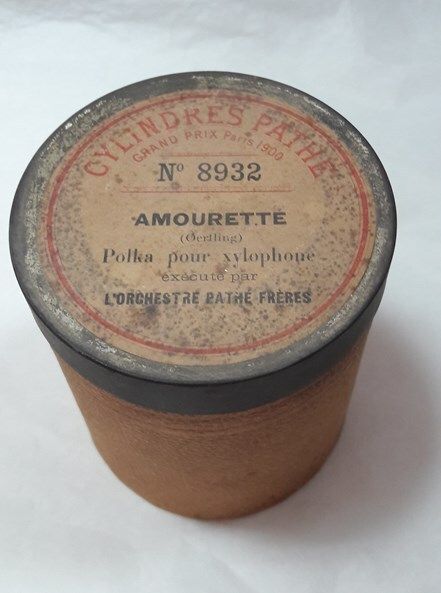 CYLINDRES PATHÉ
GRAND PRIX Paris 1900
Nº 8932
AMOURETTE
(Oertling)
Polka pour xylophone
exécuté par
L'ORCHESTRE PATHÉ FRÈRES